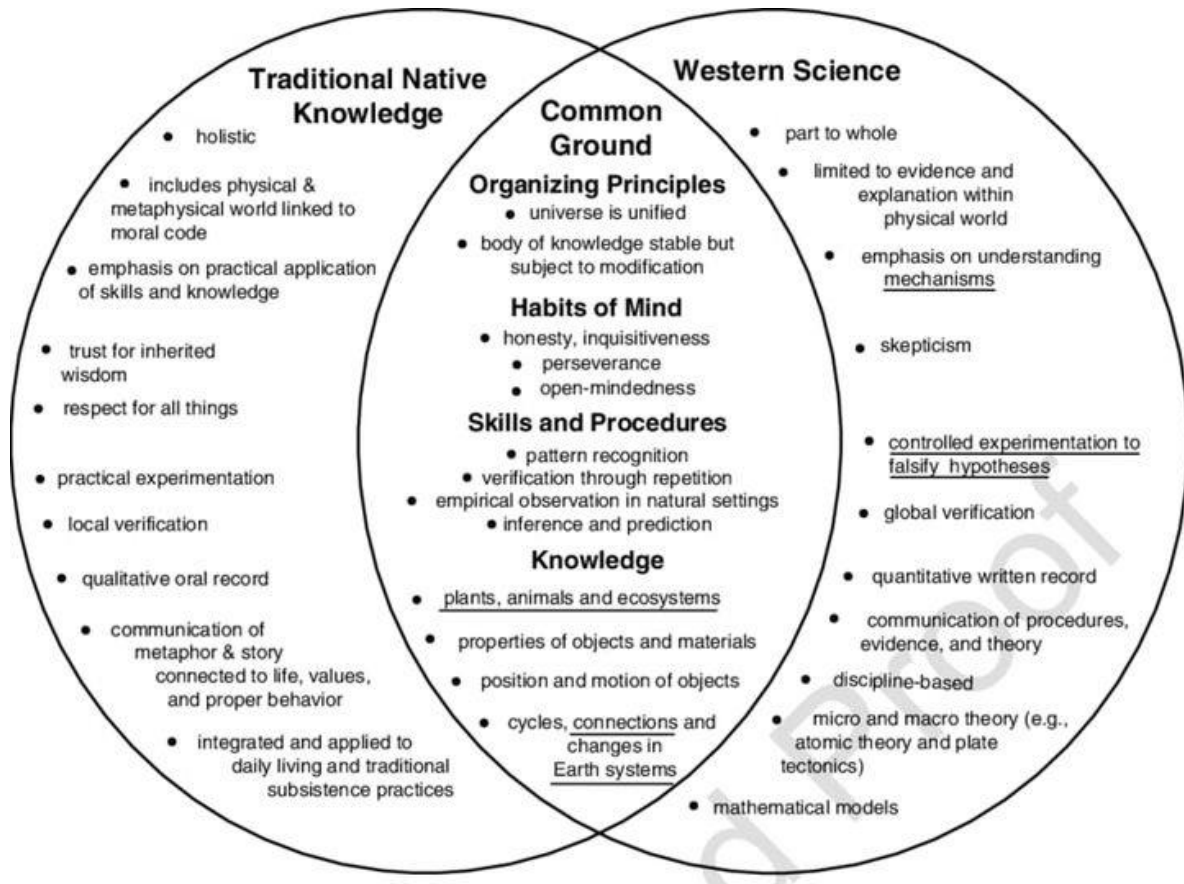 Traditional Native
Knowledge
• holistic
• includes physical &
metaphysical world linked to
moral code
• emphasis on practical application
of skills and knowledge
• trust for inherited
wisdom
• respect for all things
• practical experimentation
• local verification
• qualitative oral record
• communication of
metaphor & story
connected to life, values,
and proper behavior
• integrated and applied to
daily living and traditional
subsistence practices
Common
Ground
Organizing Principles
• universe is unified
• body of knowledge stable but
subject to modification
Habits of Mind
• honesty, inquisitiveness
• perseverance
• open-mindedness
Skills and Procedures
• pattern recognition
• verification through repetition
• empirical observation in natural settings
• inference and prediction
Knowledge
• plants, animals and ecosystems
• properties of objects and materials
• position and motion of objects
• cycles, connections and
changes in
Earth systems
Western Science
• part to whole
• limited to evidence and
explanation within
physical world
• emphasis on understanding
mechanisms
• skepticism
• controlled experimentation to
falsify hypotheses
• global verification
• quantitative written record
• communication of procedures,
evidence, and theory
• discipline-based
• micro and macro theory (e.g.,
atomic theory and plate
tectonics)
• mathematical models
d Proof